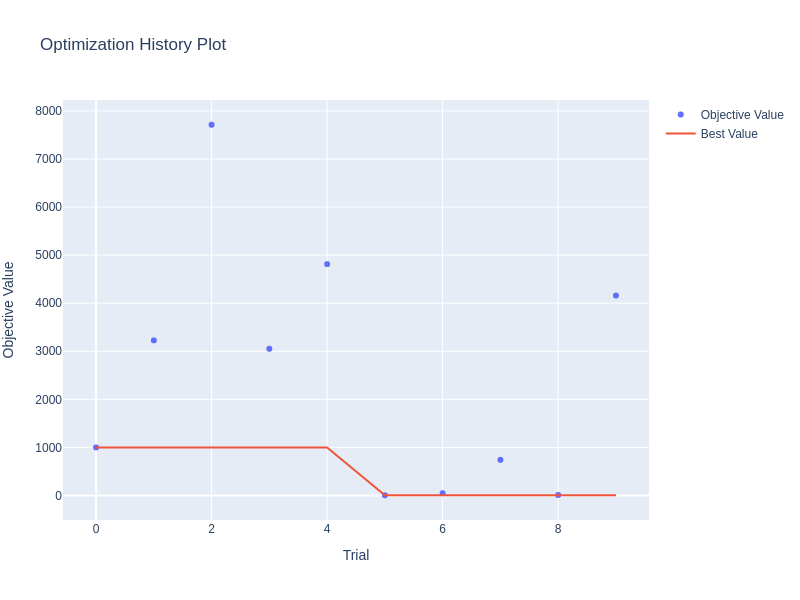 Optimization History Plot
Objective Value
Best Value
8000
7000
6000
5000
4000
3000
2000
1000
0
Objective Value
0 2 4 6 8
Trial